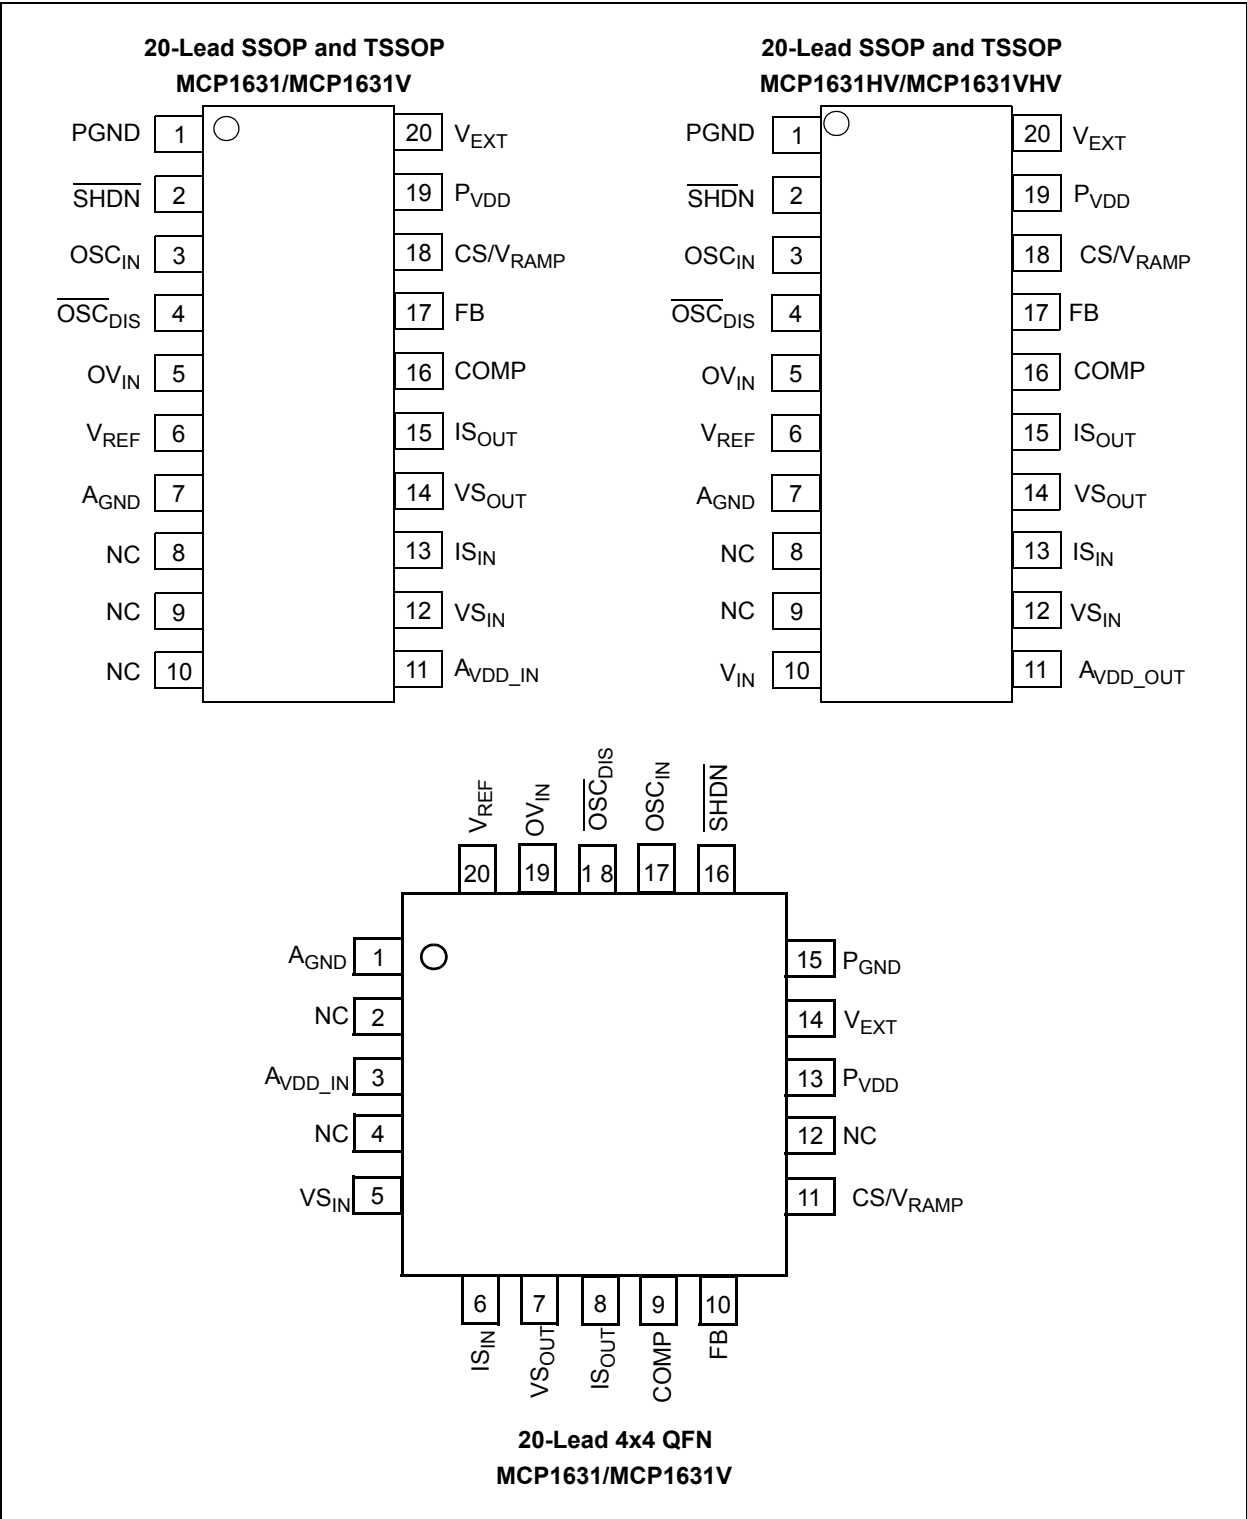 20-Lead SSOP and TSSOP
MCP1631/MCP1631V
PGND 1 20 VEXT
SHDN 2 19 PVDD
OSCIN 3 18 CS/VRAMP
OSCDIS 4 17 FB
OVIN 5 16 COMP
VREF 6 15 ISOUT
AGND 7 14 VSOUT
NC 8 13 ISIN
NC 9 12 VSIN
NC 10 11 AVDD_IN
20-Lead SSOP and TSSOP
MCP1631HV/MCP1631VHV
PGND 1 20 VEXT
SHDN 2 19 PVDD
OSCIN 3 18 CS/VRAMP
OSCDIS 4 17 FB
OVIN 5 16 COMP
VREF 6 15 ISOUT
AGND 7 14 VSOUT
NC 8 13 ISIN
NC 9 12 VSIN
VIN 10 11 AVDD_OUT
VREF OVIN OSCDIS OSCIN SHDN
20 19 1 8 17 16
AGND 1 15 PGND
NC 2 14 VEXT
AVDD_IN 3 13 PVDD
NC 4 12 NC
VSIN 5 11 CS/VRAMP
6 7 8 9 10
ISIN VSOUT ISOUT COMP FB
20-Lead 4x4 QFN
MCP1631/MCP1631V